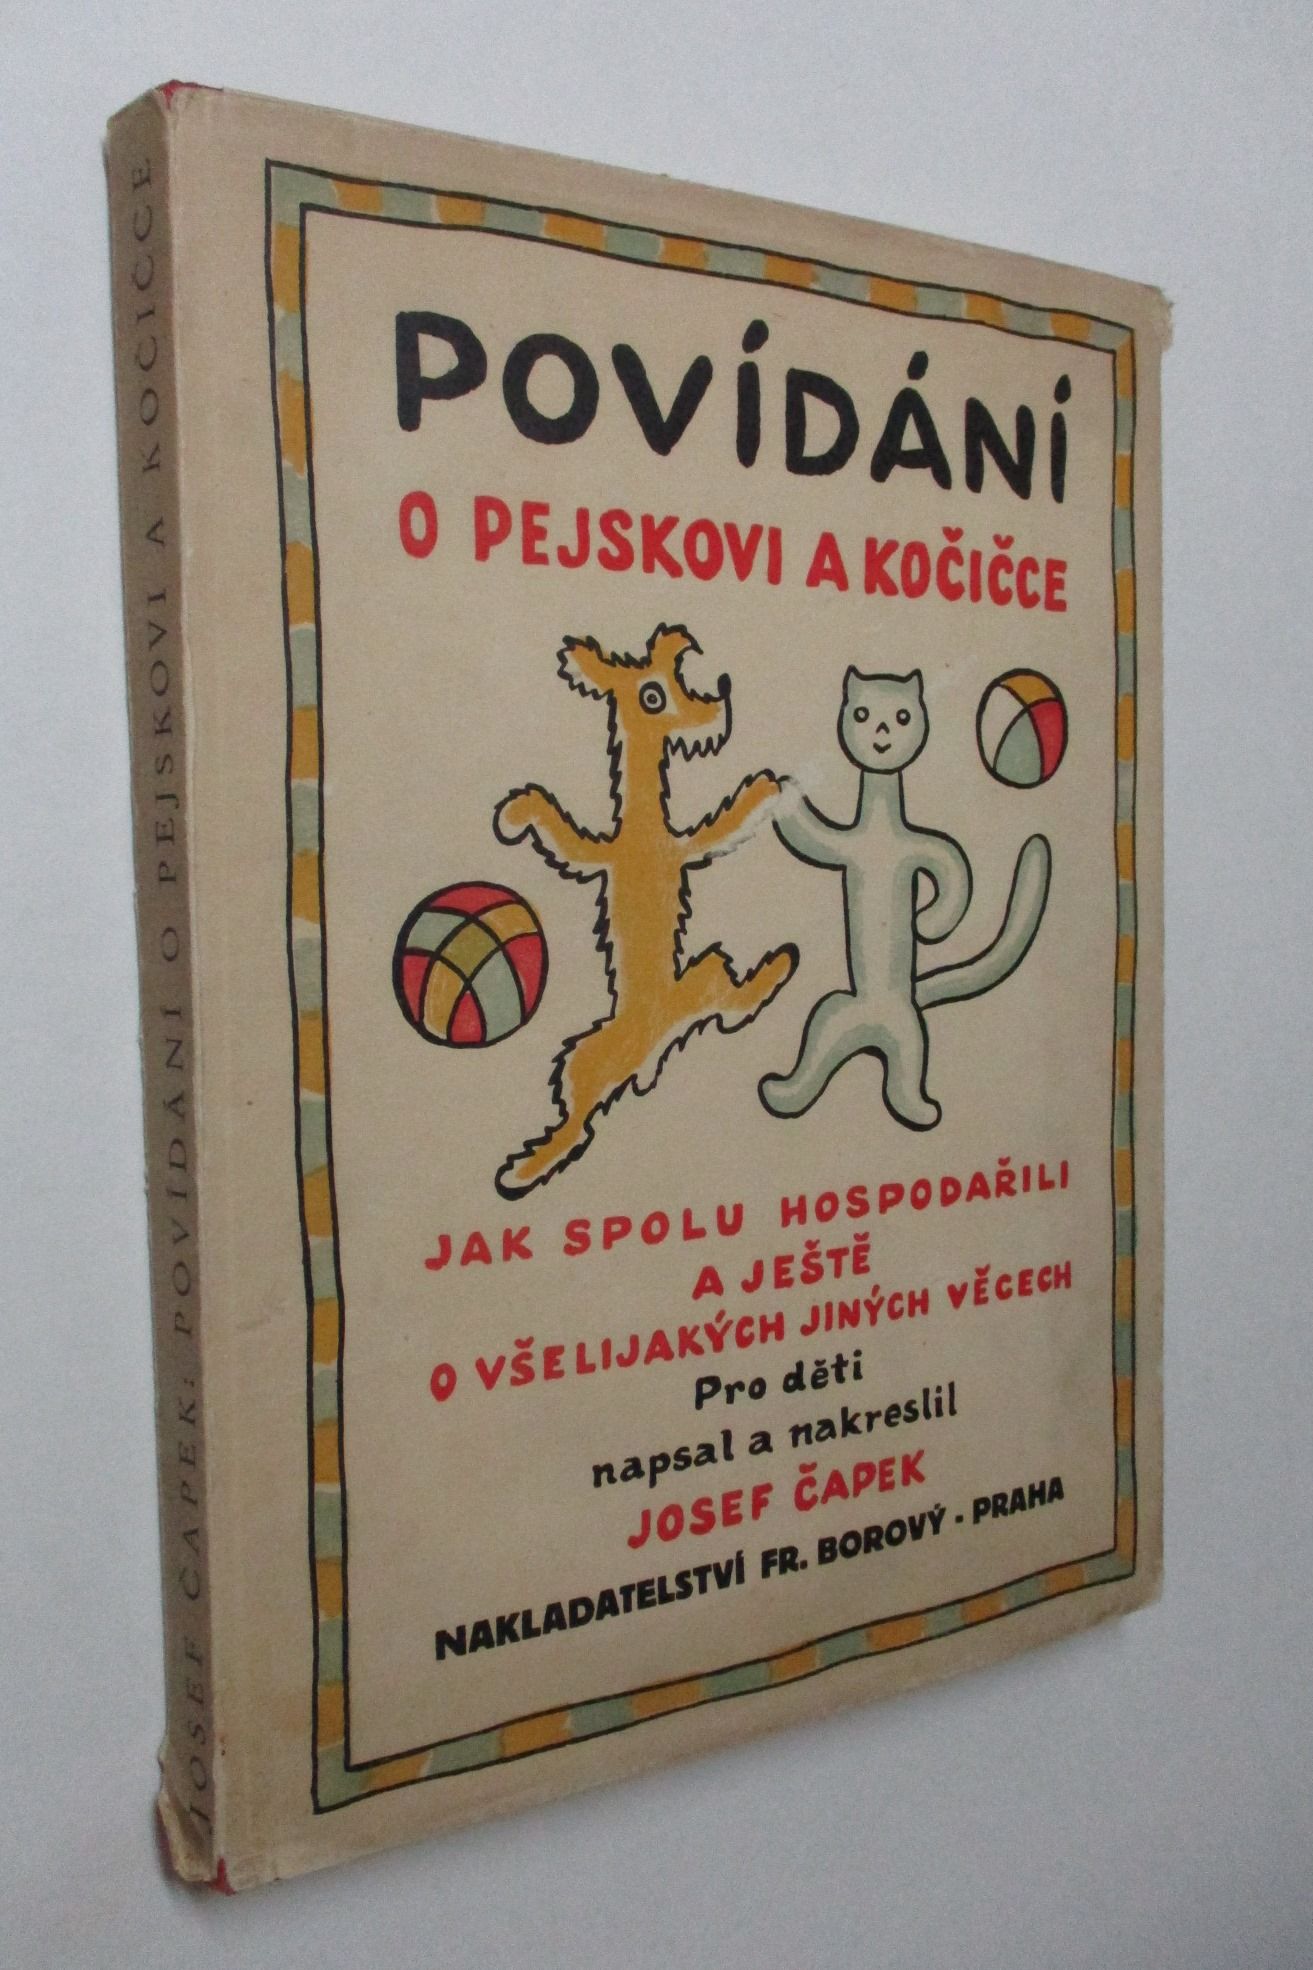 POVÍDÁNÍ
O PEJSKOVI A KOČIČCE
JAK SPOLU HOSPODAŘILI
A JEŠTĚ
O VŠELIJAKÝCH JINÝCH VĚCECH
Pro děti
napsal a nakreslil
JOSEF ČAPEK
NAKLADATELSTVÍ FR. BOROVÝ · PRAHA
JOSEF ČAPEK: POVÍDÁNÍ O PEJSKOVI A KOČIČCE